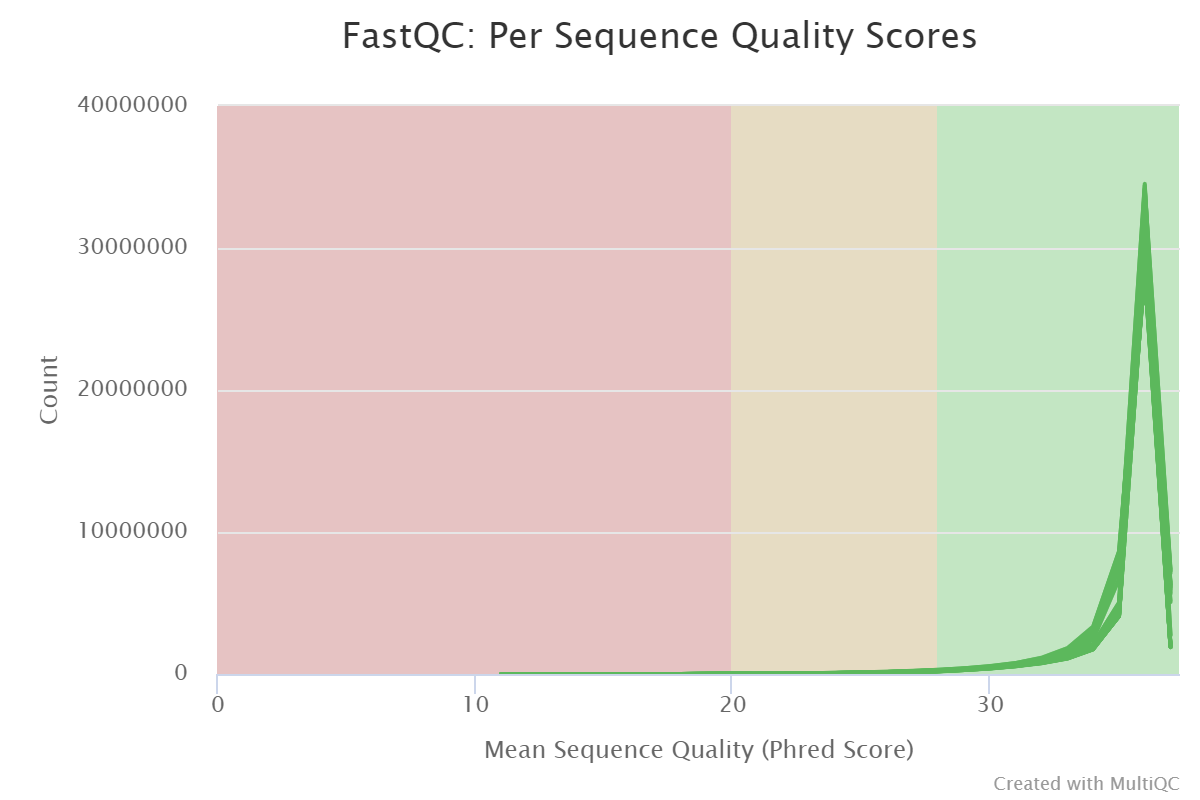 FastQC: Per Sequence Quality Scores
40000000
30000000
20000000
10000000
0
Count
0 10 20 30
Mean Sequence Quality (Phred Score)
Created with MultiQC